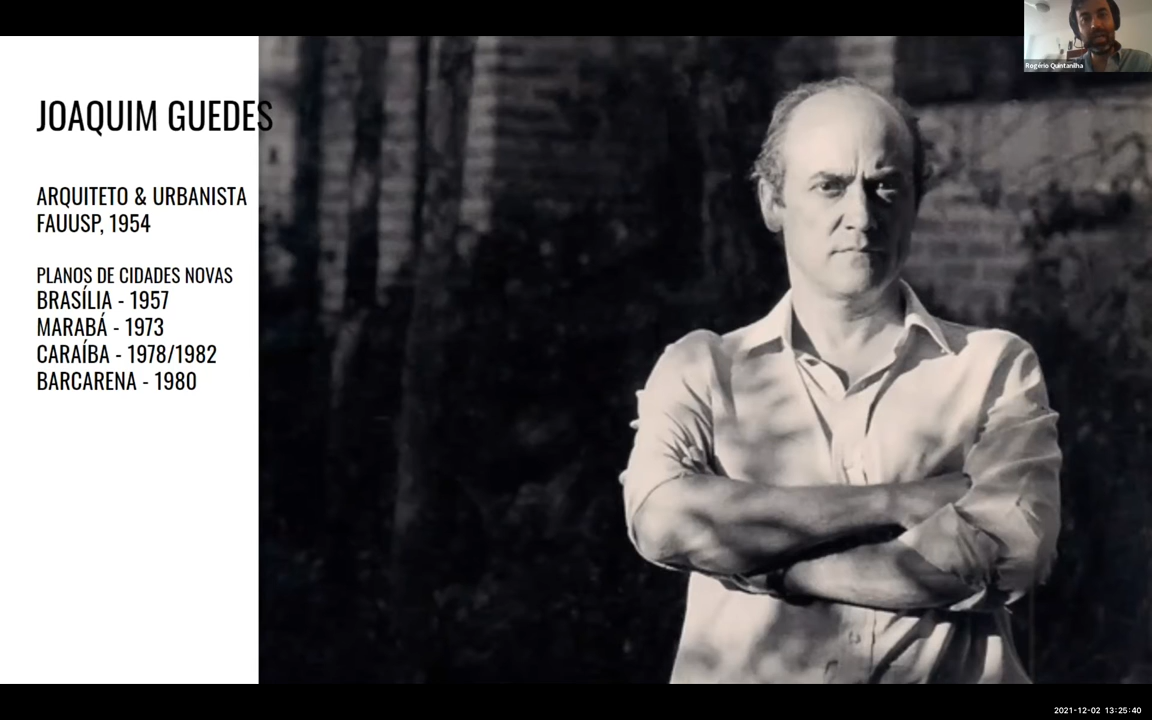 JOAQUIM GUEDES
ARQUITETO & URBANISTA
FAUUSP, 1954
PLANOS DE CIDADES NOVAS
BRASÍLIA - 1957
MARABÁ - 1973
CARAÍBA - 1978/1982
BARCARENA - 1980
Rogério Quintanilha
2021-12-02 13:25:40